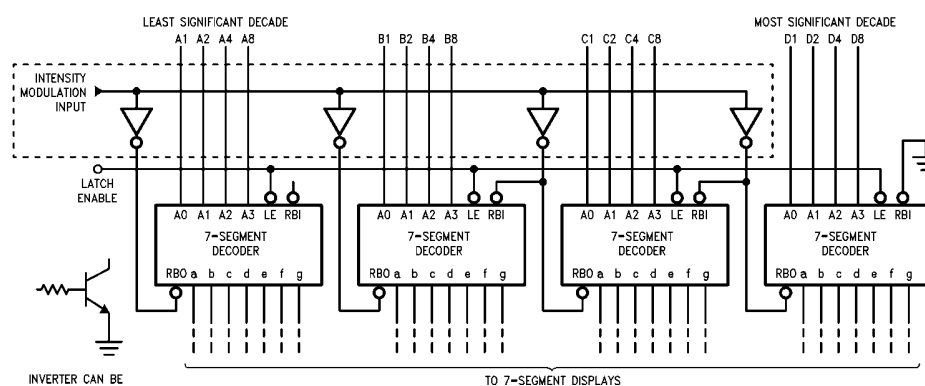 LEAST SIGNIFICANT DECADE
MOST SIGNIFICANT DECADE
A1 A2 A4 A8
B1 B2 B4 B8
C1 C2 C4 C8
D1 D2 D4 D8
INTENSITY
MODULATION
INPUT
LATCH
ENABLE
A0 A1 A2 A3 LE RBI
7-SEGMENT
DECODER
RBO a b c d e f g
A0 A1 A2 A3 LE RBI
7-SEGMENT
DECODER
RBO a b c d e f g
A0 A1 A2 A3 LE RBI
7-SEGMENT
DECODER
RBO a b c d e f g
A0 A1 A2 A3 LE RBI
7-SEGMENT
DECODER
RBO a b c d e f g
INVERTER CAN BE
TO 7-SEGMENT DISPLAYS